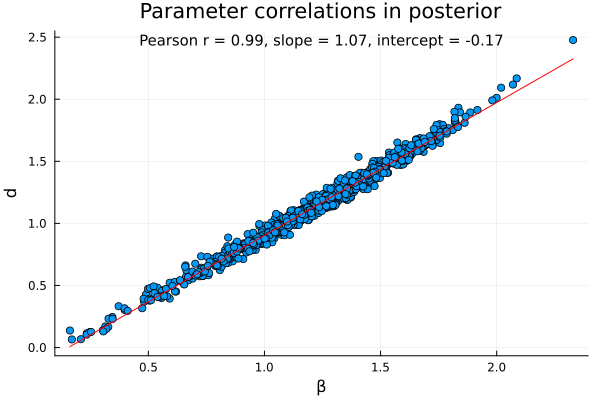 Parameter correlations in posterior
Pearson r = 0.99, slope = 1.07, intercept = -0.17
2.5
2.0
1.5
d
1.0
0.5
0.0
0.5
1.0
1.5
2.0
β